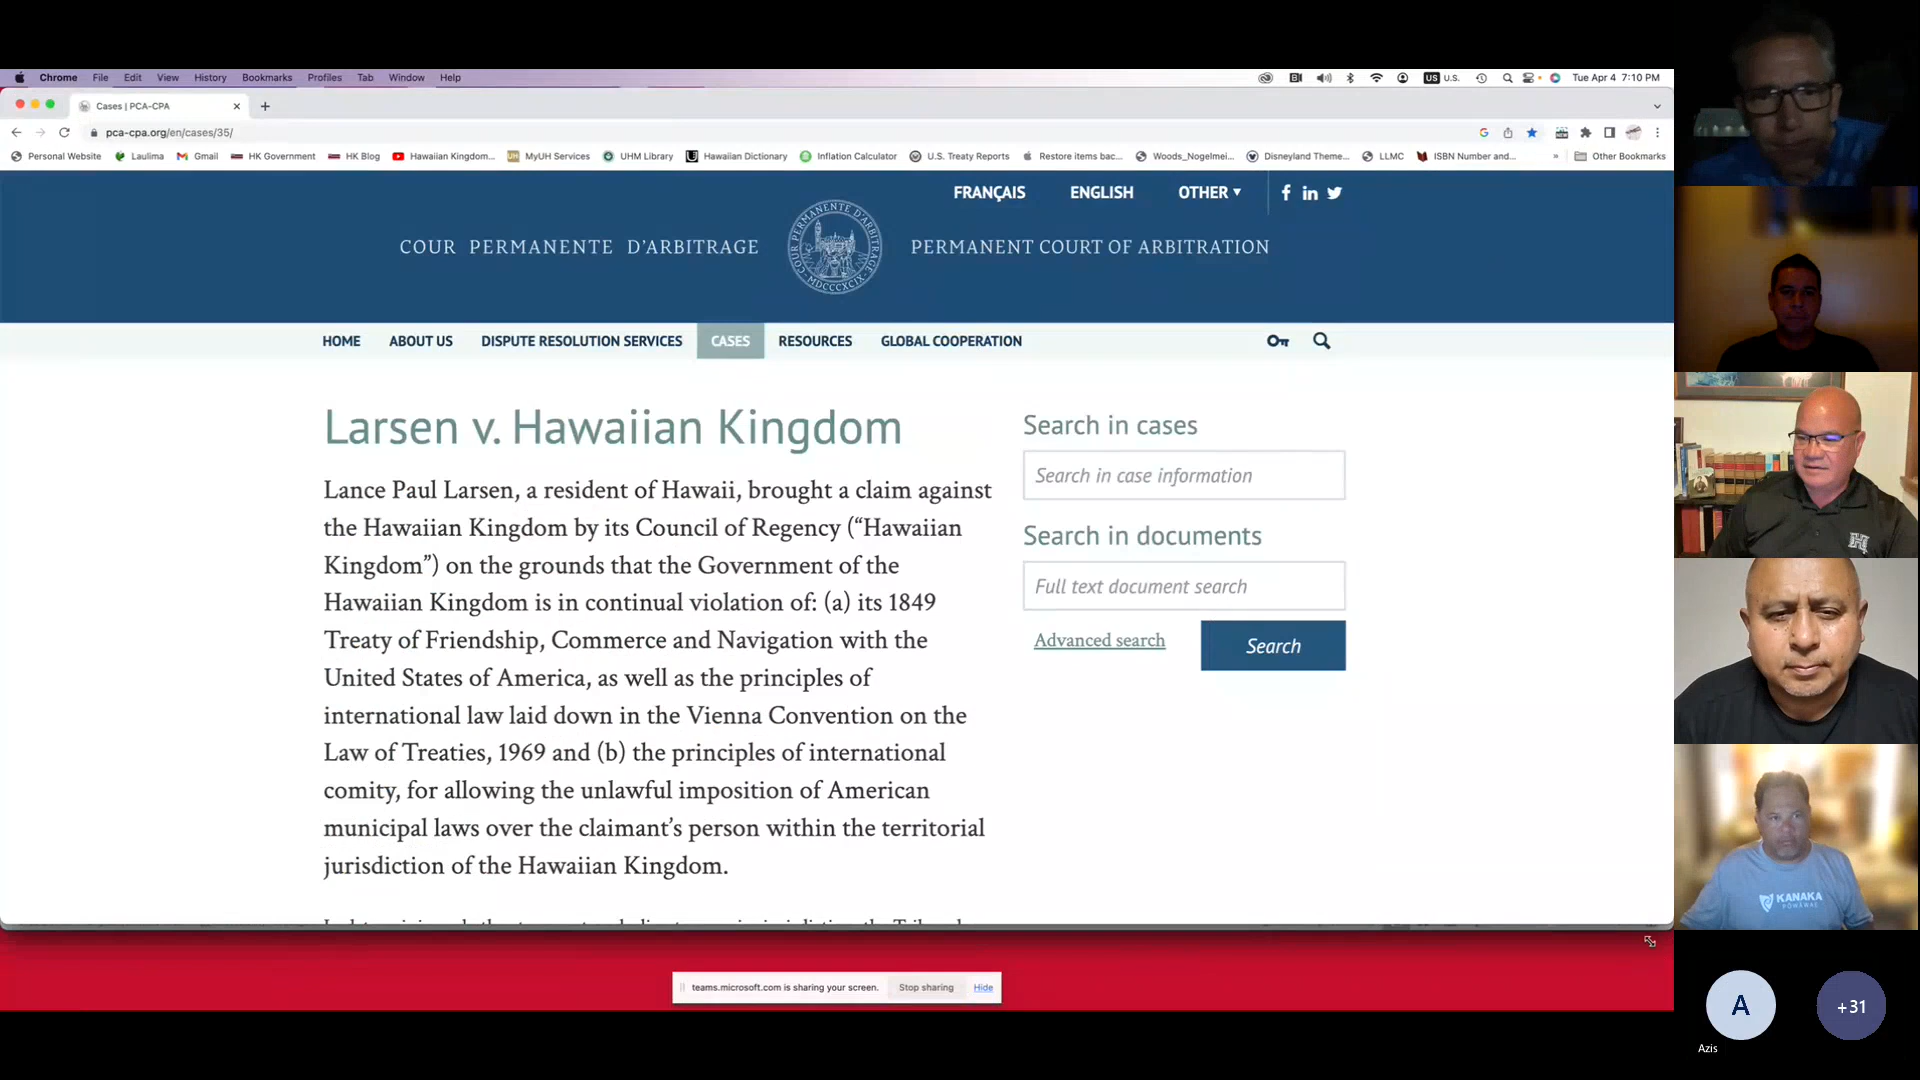 Chrome File Edit View History Bookmarks Profiles Tab Window Help
US U.S. Tue Apr 4 7:10 PM
Cases | PCA-CPA
pca-cpa.org/en/cases/35/
Personal Website Laulima Gmail HK Government HK Blog Hawaiian Kingdom... MyUH Services UHM Library Hawaiian Dictionary Inflation Calculator U.S. Treaty Reports Restore items bac... Woods_Nogelmei... Disneyland Theme... LLMC ISBN Number and... » Other Bookmarks
FRANÇAIS ENGLISH OTHER
COUR PERMANENTE D'ARBITRAGE
COUR PERMANENTE D'ARBITRAGE MDCCCXCIX
PERMANENT COURT OF ARBITRATION
HOME ABOUT US DISPUTE RESOLUTION SERVICES CASES RESOURCES GLOBAL COOPERATION
Larsen v. Hawaiian Kingdom
Lance Paul Larsen, a resident of Hawaii, brought a claim against
the Hawaiian Kingdom by its Council of Regency (“Hawaiian
Kingdom”) on the grounds that the Government of the
Hawaiian Kingdom is in continual violation of: (a) its 1849
Treaty of Friendship, Commerce and Navigation with the
United States of America, as well as the principles of
international law laid down in the Vienna Convention on the
Law of Treaties, 1969 and (b) the principles of international
comity, for allowing the unlawful imposition of American
municipal laws over the claimant’s person within the territorial
jurisdiction of the Hawaiian Kingdom.
Search in cases
Search in case information
Search in documents
Full text document search
Advanced search
Search
teams.microsoft.com is sharing your screen. Stop sharing Hide
H
KANAKA
A
+31
Azis